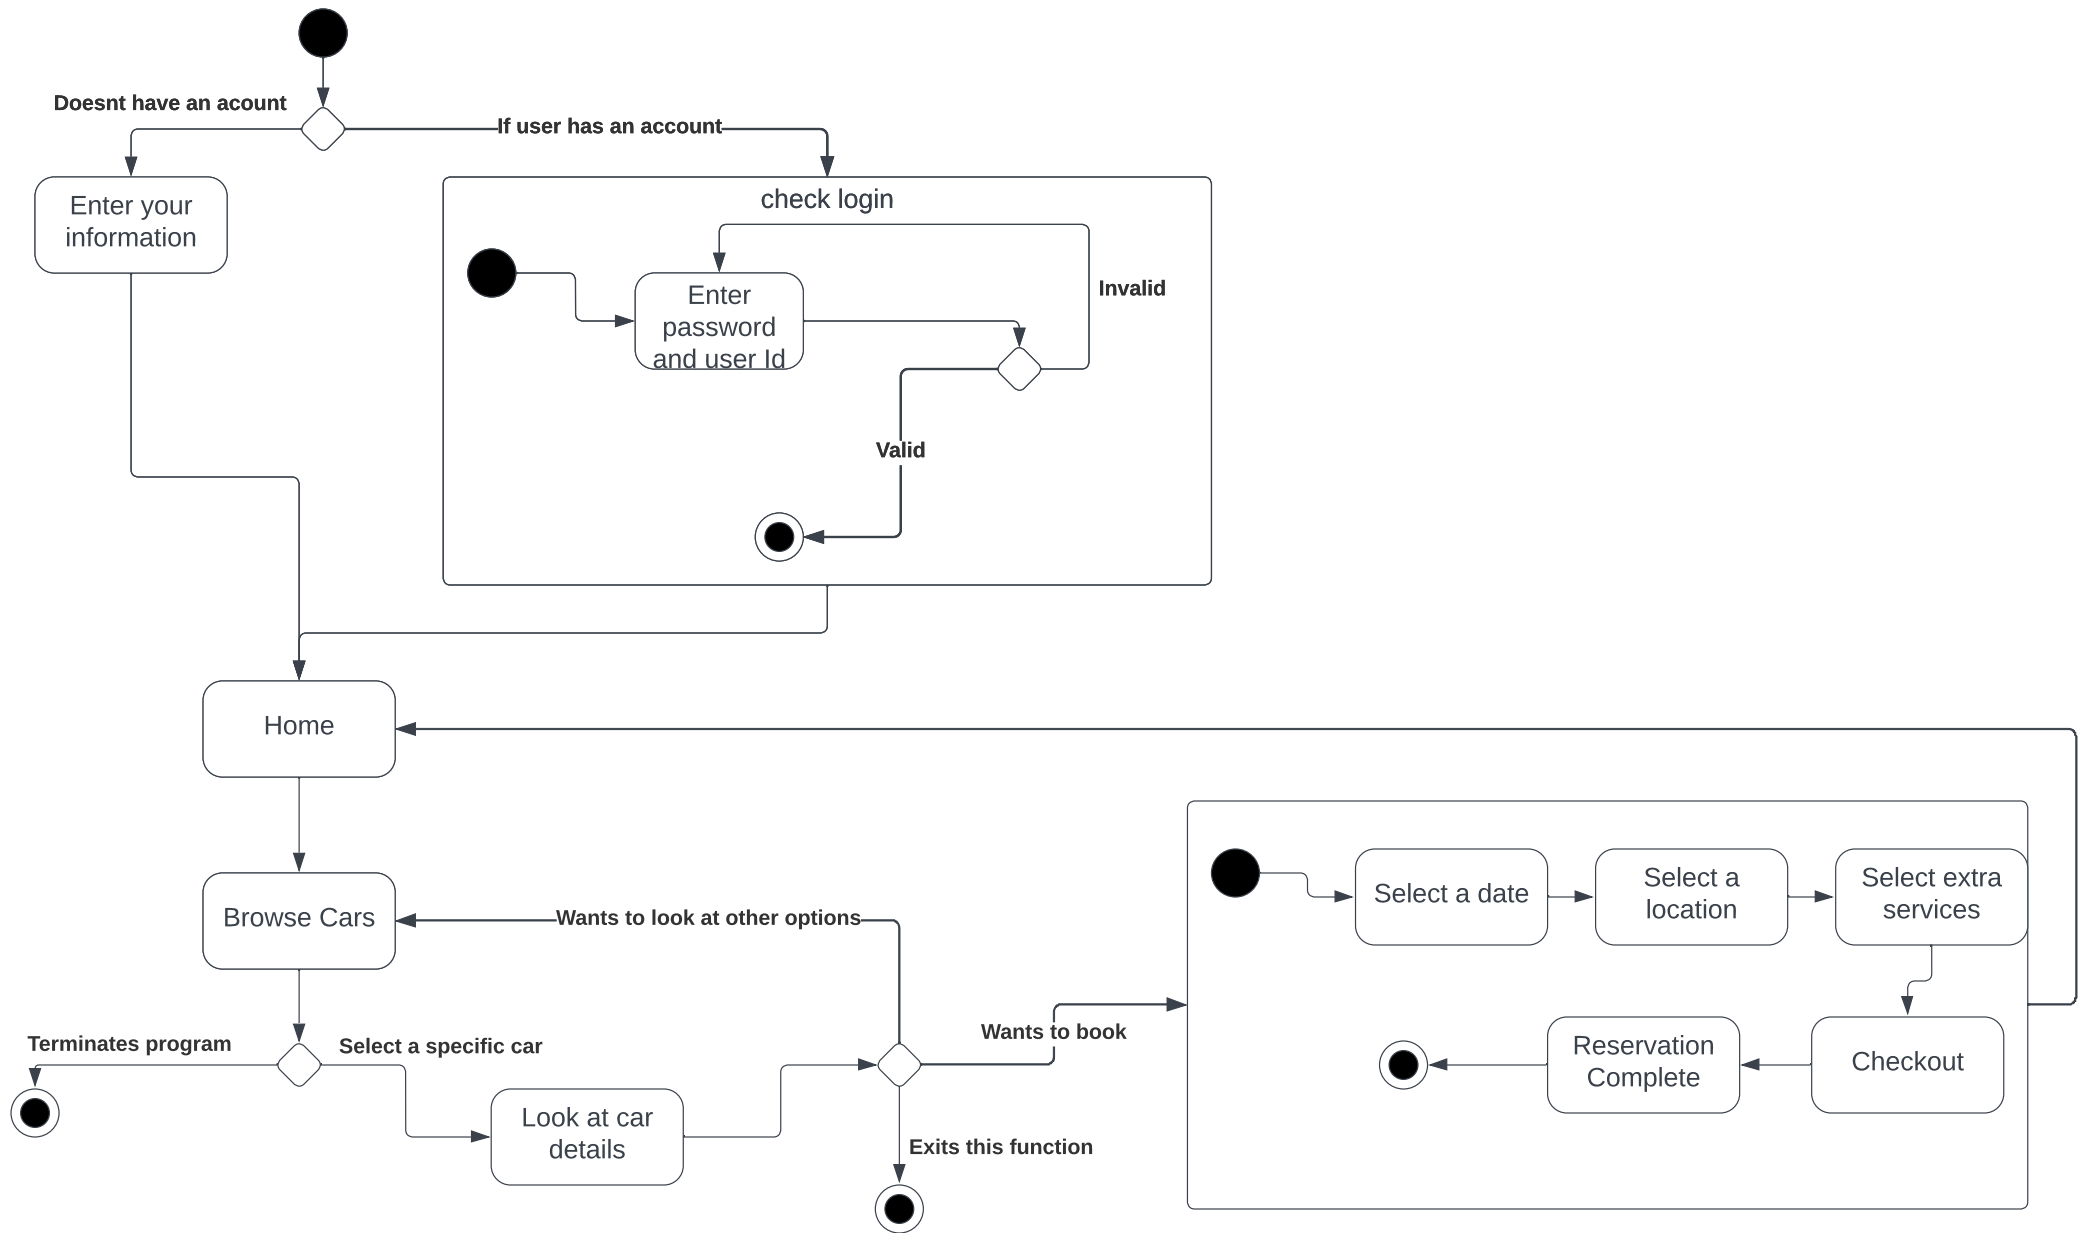 Doesnt have an acount
If user has an account
Enter your
information
check login
Enter
password
and user Id
Invalid
Valid
Home
Browse Cars
Wants to look at other options
Select a date
Select a
location
Select extra
services
Wants to book
Terminates program
Select a specific car
Reservation
Complete
Checkout
Look at car
details
Exits this function